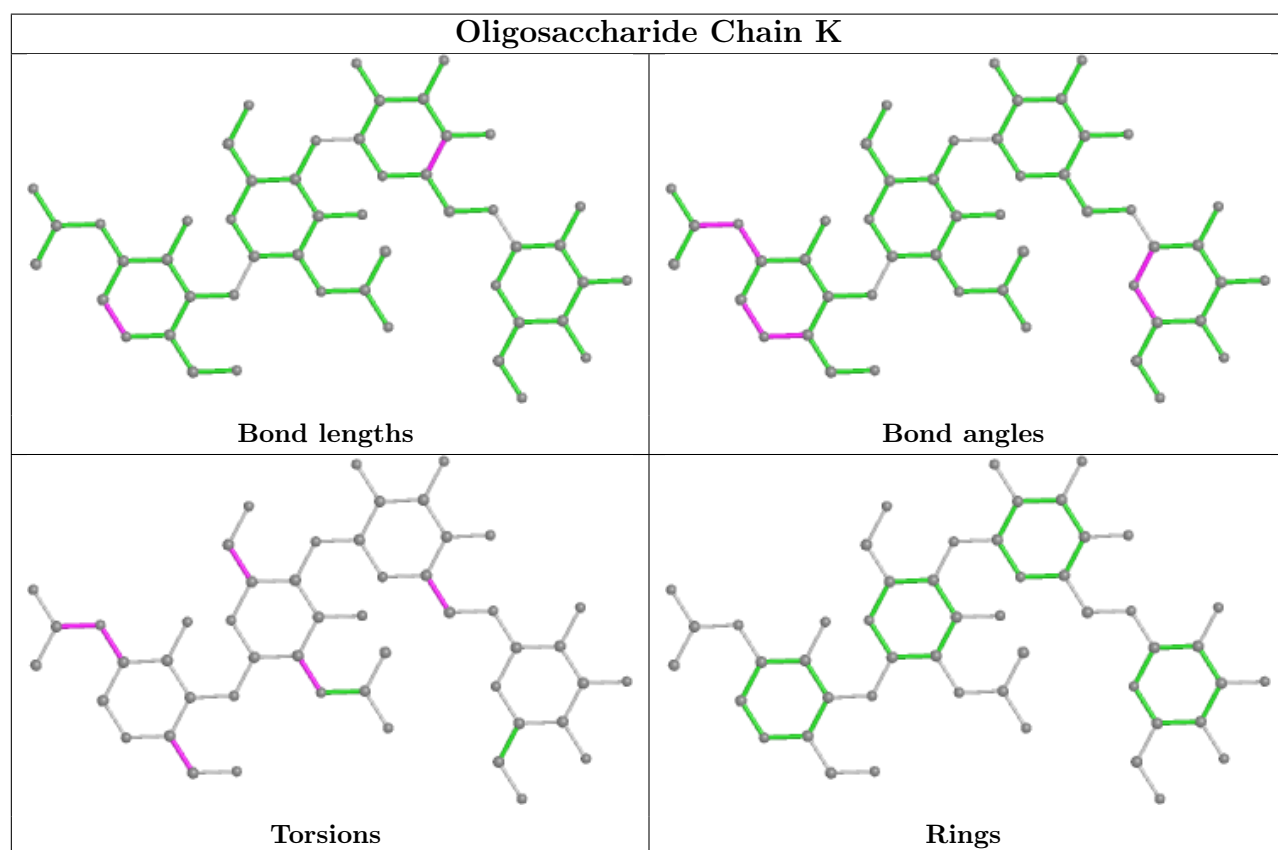 Oligosaccharide Chain K
Bond lengths
Bond angles
Torsions
Rings